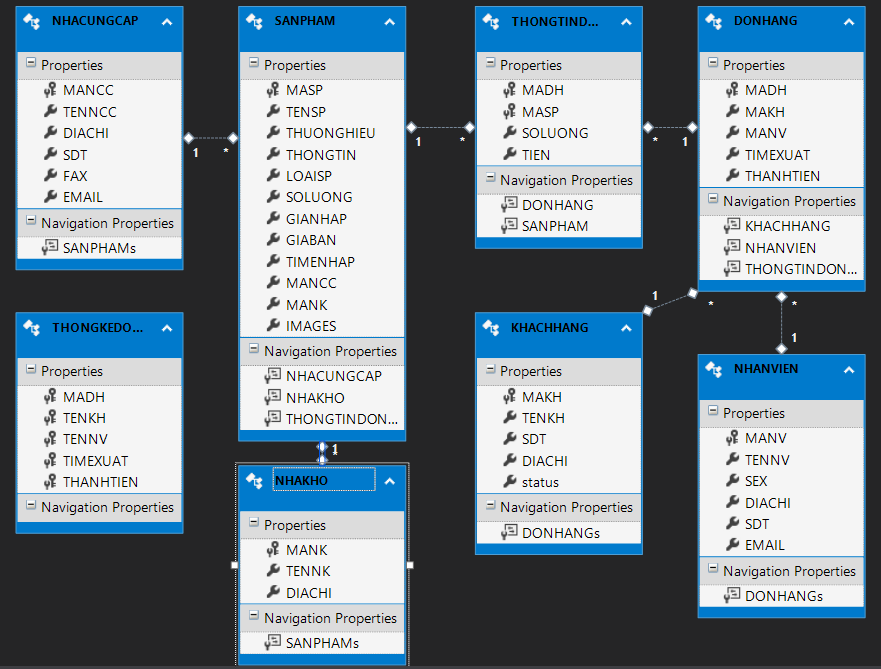 NHACUNGCAP
Properties
MANCC
TENNCC
DIACHI
SDT
FAX
EMAIL
Navigation Properties
SANPHAMs
1
*
SANPHAM
Properties
MASP
TENSP
THUONGHIEU
THONGTIN
LOAISP
SOLUONG
GIANHAP
GIABAN
TIMENHAP
MANCC
MANK
IMAGES
Navigation Properties
NHACUNGCAP
NHAKHO
THONGTINDON...
1
*
THONGTIND...
Properties
MADH
MASP
SOLUONG
TIEN
Navigation Properties
DONHANG
SANPHAM
*
1
DONHANG
Properties
MADH
MAKH
MANV
TIMEXUAT
THANHTIEN
Navigation Properties
KHACHHANG
NHANVIEN
THONGTINDON...
1
*
*
1
THONGKEDO...
Properties
MADH
TENKH
TENNV
TIMEXUAT
THANHTIEN
Navigation Properties
1
NHAKHO
Properties
MANK
TENNK
DIACHI
Navigation Properties
SANPHAMs
KHACHHANG
Properties
MAKH
TENKH
SDT
DIACHI
status
Navigation Properties
DONHANGs
NHANVIEN
Properties
MANV
TENNV
SEX
DIACHI
SDT
EMAIL
Navigation Properties
DONHANGs